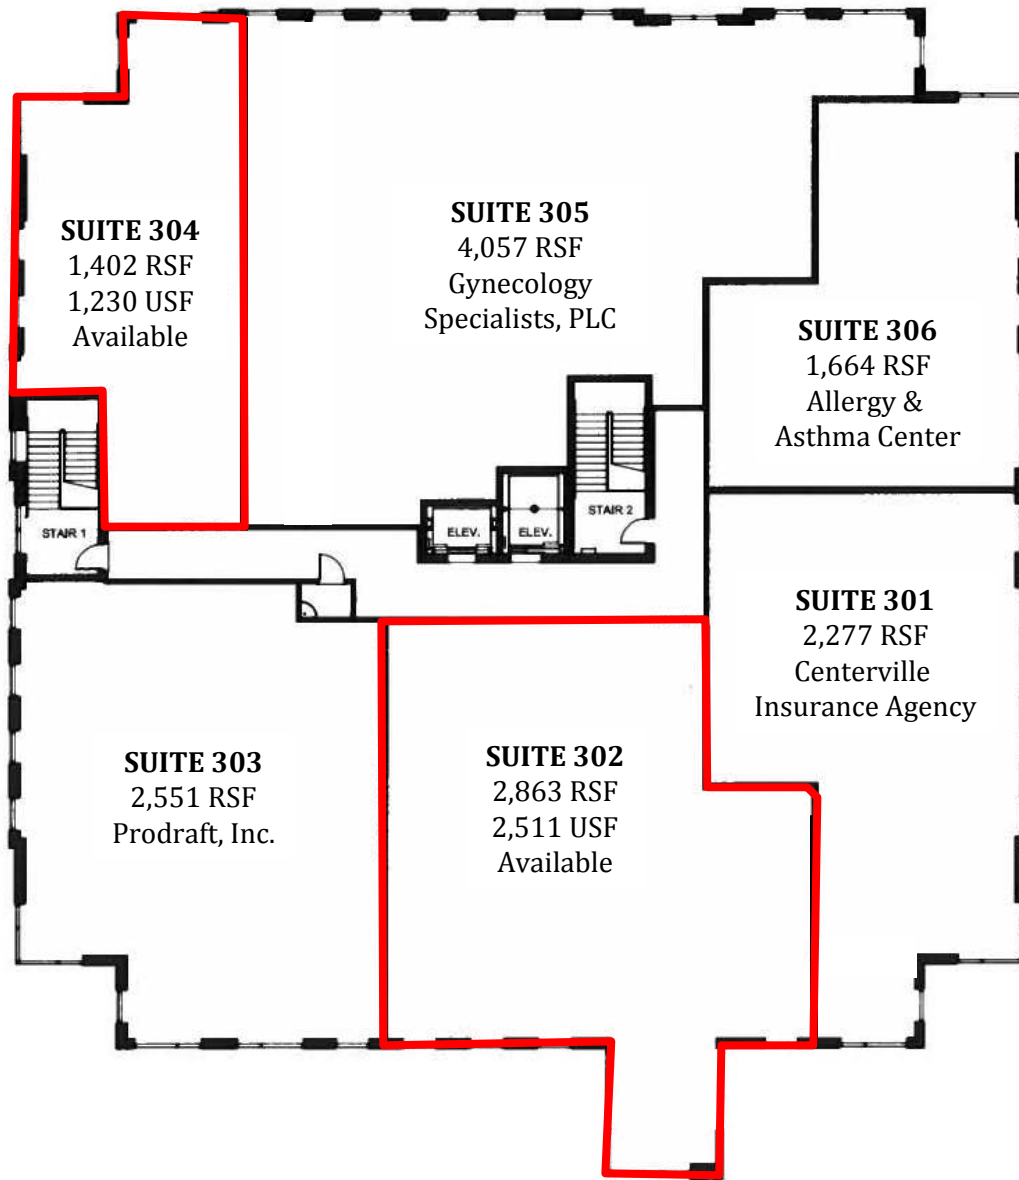 SUITE 304
1,402 RSF
1,230 USF
Available
SUITE 305
4,057 RSF
Gynecology
Specialists, PLC
SUITE 306
1,664 RSF
Allergy &
Asthma Center
STAIR 1
ELEV.
ELEV.
STAIR 2
SUITE 303
2,551 RSF
Prodraft, Inc.
SUITE 302
2,863 RSF
2,511 USF
Available
SUITE 301
2,277 RSF
Centerville
Insurance Agency